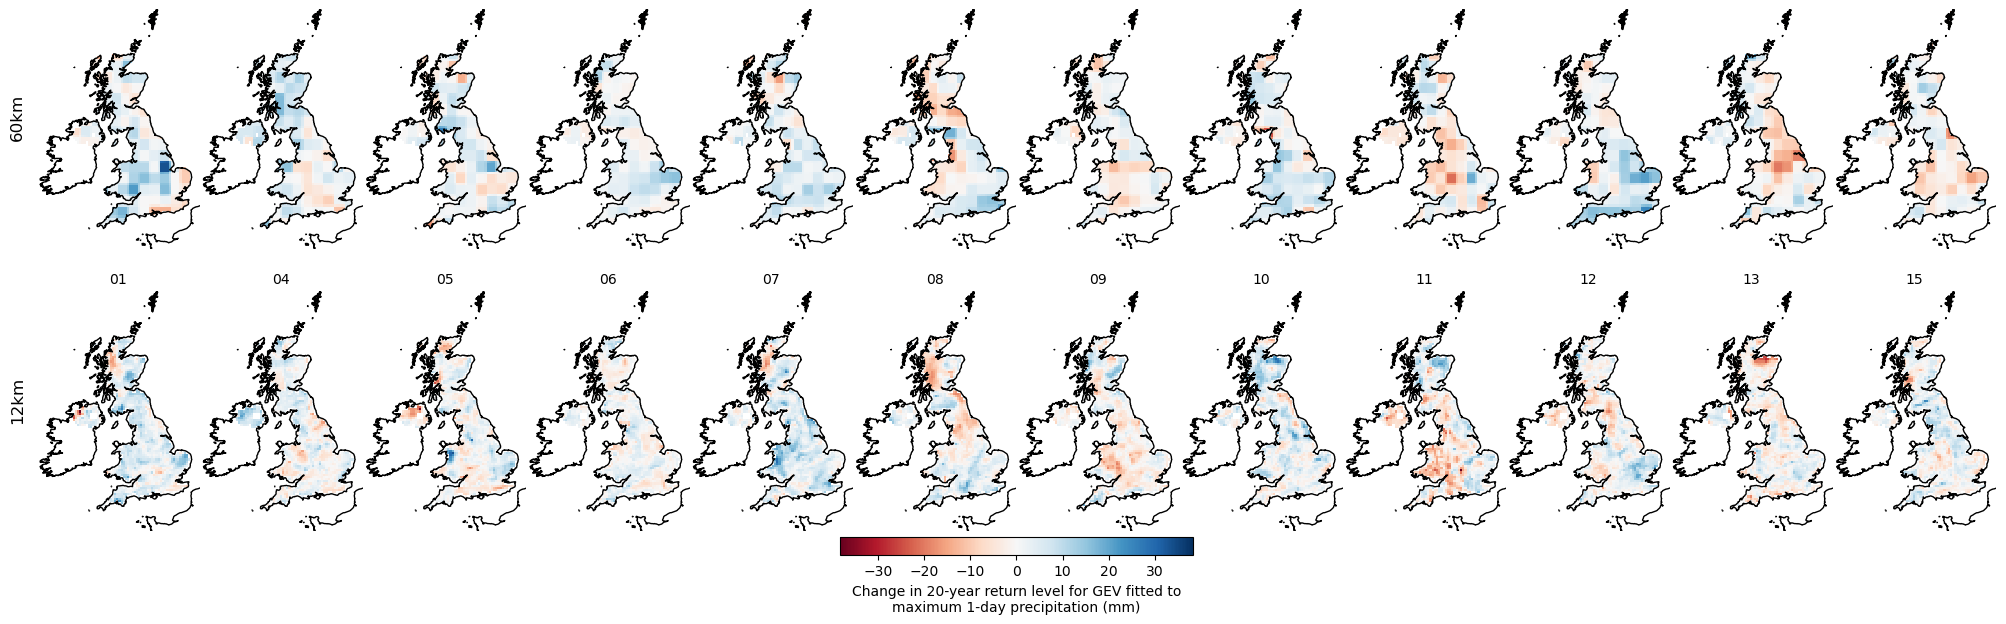 60km
01 04 05 06 07 08 09 10 11 12 13 15
12km
−30 −20 −10 0 10 20 30
Change in 20-year return level for GEV fitted to
maximum 1-day precipitation (mm)